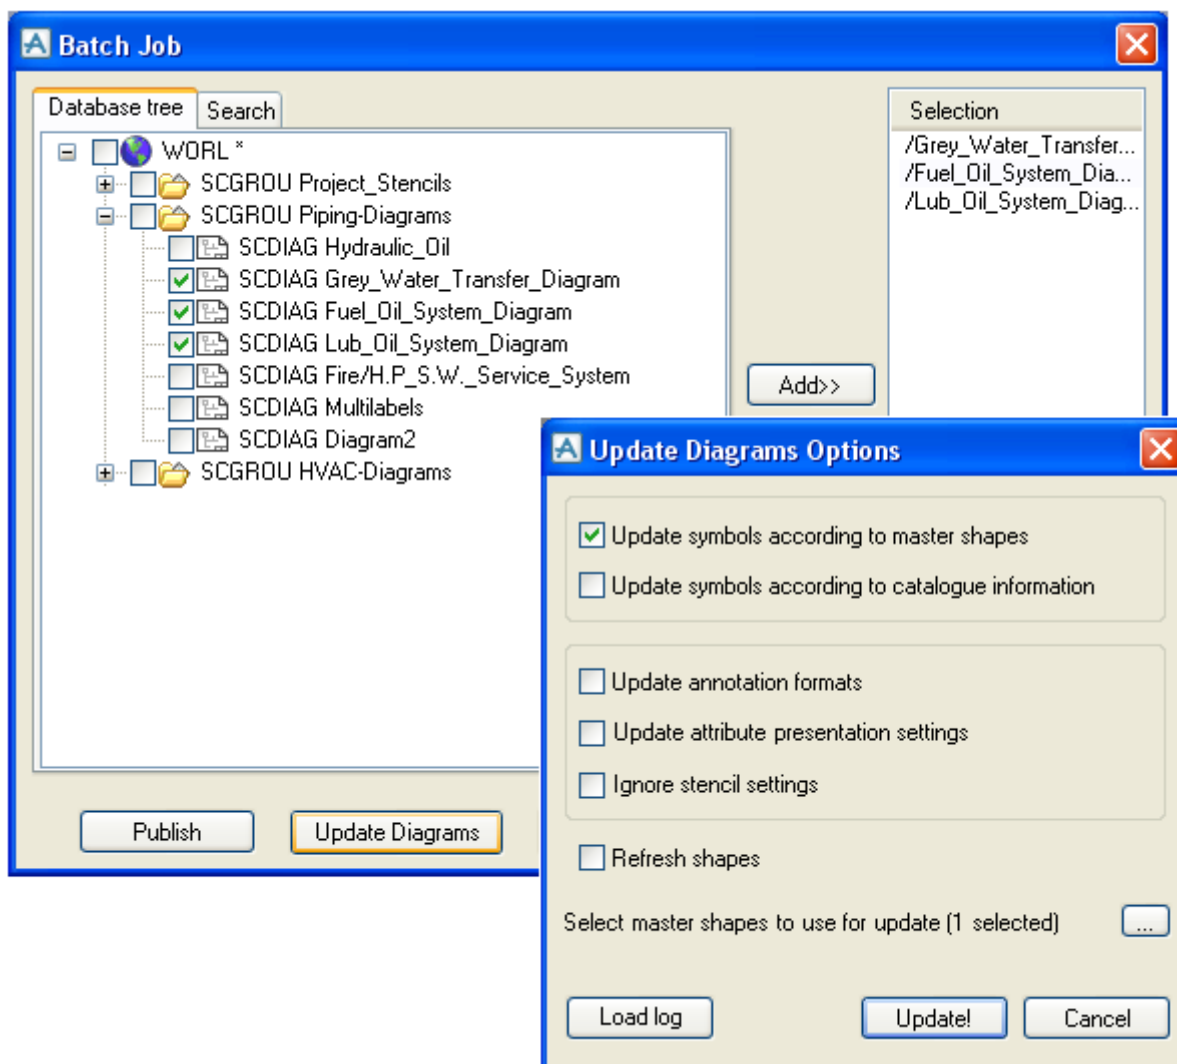 Batch Job
Database tree
Search
WORL *
SCGROU Project_Stencils
SCGROU Piping-Diagrams
SCDIAG Hydraulic_Oil
SCDIAG Grey_Water_Transfer_Diagram
SCDIAG Fuel_Oil_System_Diagram
SCDIAG Lub_Oil_System_Diagram
SCDIAG Fire/H.P_S.W._Service_System
SCDIAG Multilabels
SCDIAG Diagram2
SCGROU HVAC-Diagrams
Add>>
Selection
/Grey_Water_Transfer...
/Fuel_Oil_System_Dia...
/Lub_Oil_System_Diag...
Publish
Update Diagrams
Update Diagrams Options
Update symbols according to master shapes
Update symbols according to catalogue information
Update annotation formats
Update attribute presentation settings
Ignore stencil settings
Refresh shapes
Select master shapes to use for update (1 selected)
...
Load log
Update!
Cancel